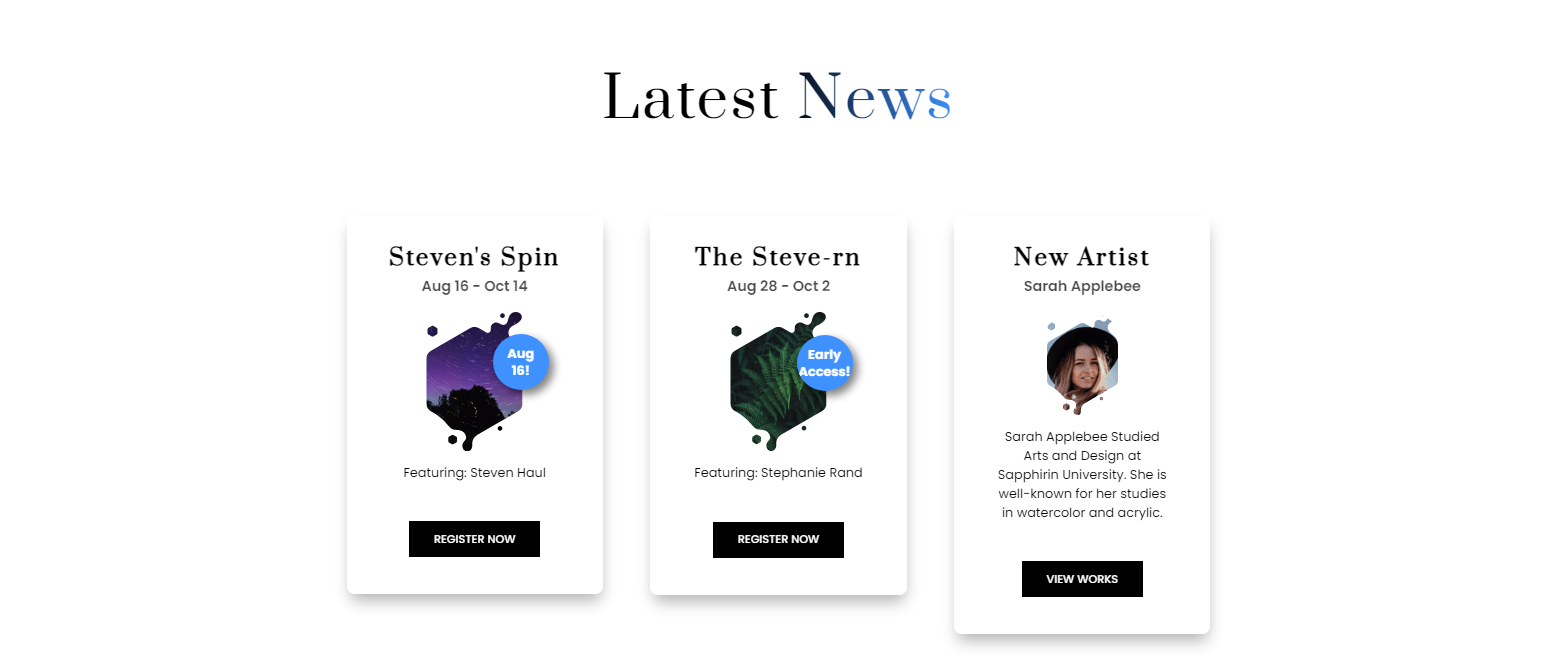 Latest News
Steven's Spin
Aug 16 - Oct 14
Aug
16!
Featuring: Steven Haul
REGISTER NOW
The Steve-rn
Aug 28 - Oct 2
Early
Access!
Featuring: Stephanie Rand
REGISTER NOW
New Artist
Sarah Applebee
Sarah Applebee Studied
Arts and Design at
Sapphirin University. She is
well-known for her studies
in watercolor and acrylic.
VIEW WORKS